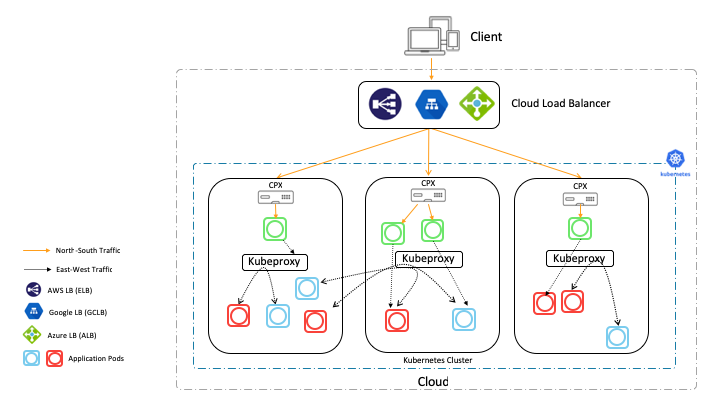 Client
Cloud Load Balancer
kubernetes
CPX
CPX
CPX
Kubeproxy
Kubeproxy
Kubeproxy
North-South Traffic
East-West Traffic
AWS LB (ELB)
Google LB (GCLB)
Azure LB (ALB)
Application Pods
Kubernetes Cluster
Cloud